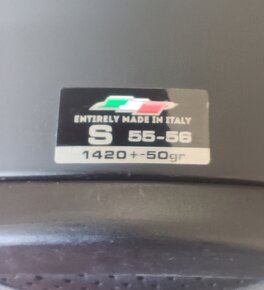 ENTIRELY MADE IN ITALY
S 55-56
1420+-50gr